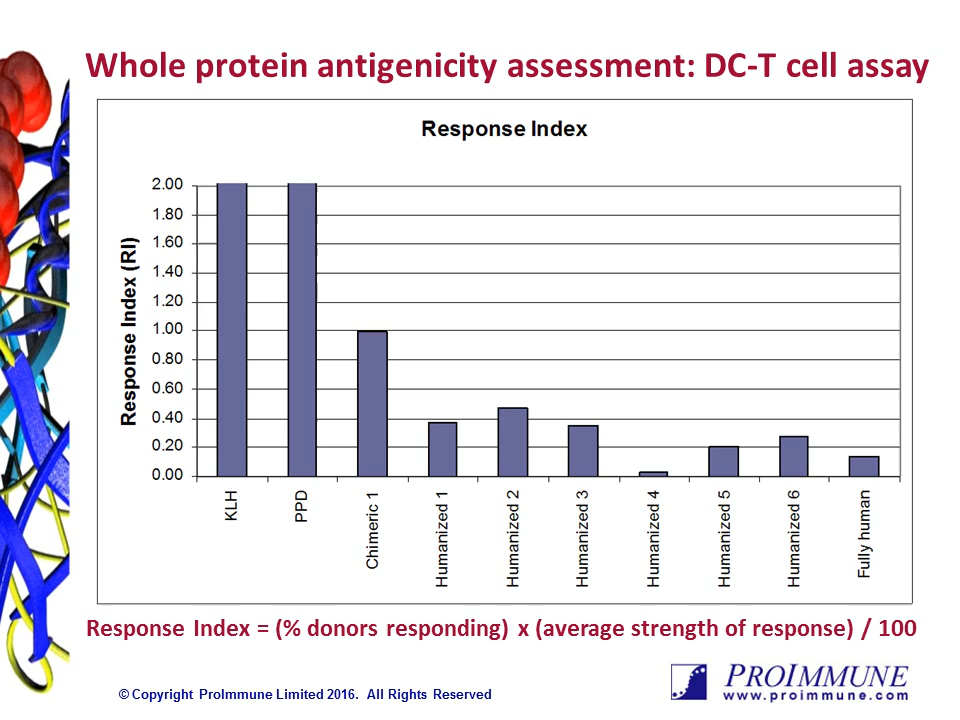 Whole protein antigenicity assessment: DC-T cell assay
Response Index
Response Index (RI)
2.00
1.80
1.60
1.40
1.20
1.00
0.80
0.60
0.40
0.20
0.00
KLH
PPD
Chimeric 1
Humanized 1
Humanized 2
Humanized 3
Humanized 4
Humanized 5
Humanized 6
Fully human
Response Index = (% donors responding) x (average strength of response) / 100
© Copyright ProImmune Limited 2016. All Rights Reserved
PROIMMUNE
www.proimmune.com